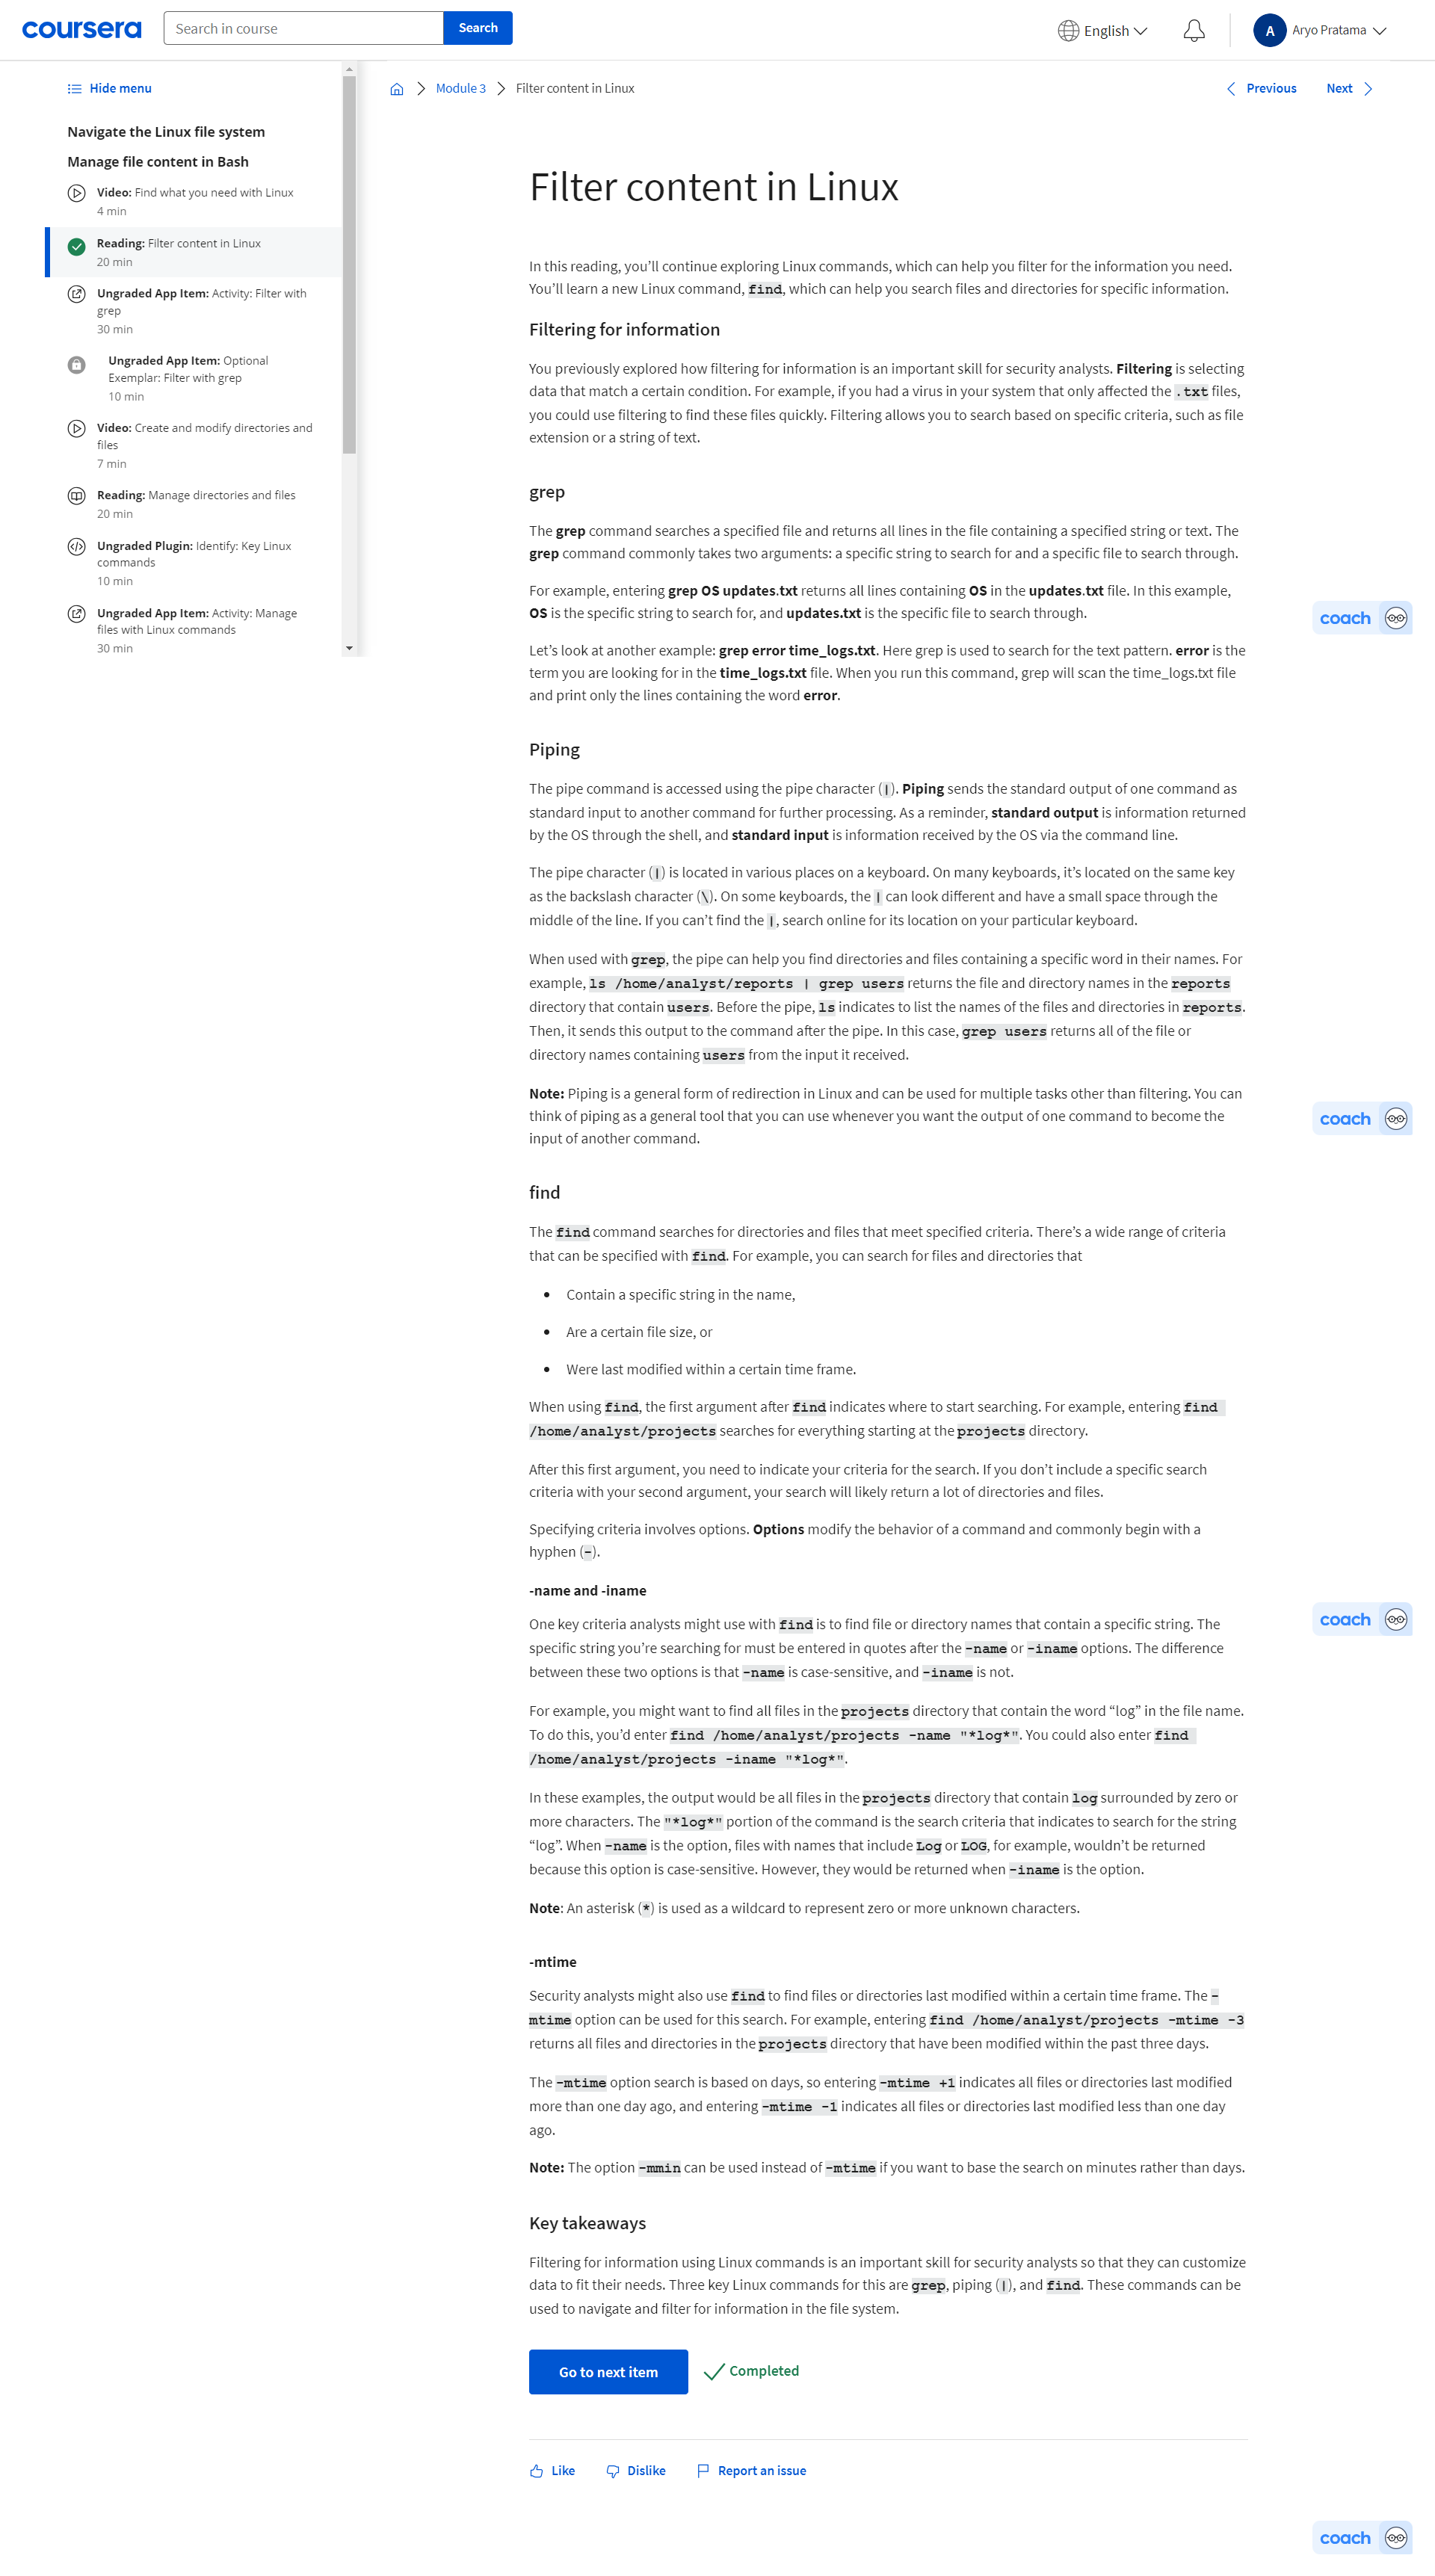 coursera
Search in course
Search
English
A
Aryo Pratama
Hide menu
Navigate the Linux file system
Manage file content in Bash
Video: Find what you need with Linux
4 min
Reading: Filter content in Linux
20 min
Ungraded App Item: Activity: Filter with
grep
30 min
Ungraded App Item: Optional
Exemplar: Filter with grep
10 min
Video: Create and modify directories and
files
7 min
Reading: Manage directories and files
20 min
Ungraded Plugin: Identify: Key Linux
commands
10 min
Ungraded App Item: Activity: Manage
files with Linux commands
30 min
Module 3
Filter content in Linux
Previous
Next
Filter content in Linux
In this reading, you’ll continue exploring Linux commands, which can help you filter for the information you need.
You’ll learn a new Linux command, find, which can help you search files and directories for specific information.
Filtering for information
You previously explored how filtering for information is an important skill for security analysts. Filtering is selecting
data that match a certain condition. For example, if you had a virus in your system that only affected the .txt files,
you could use filtering to find these files quickly. Filtering allows you to search based on specific criteria, such as file
extension or a string of text.
grep
The grep command searches a specified file and returns all lines in the file containing a specified string or text. The
grep command commonly takes two arguments: a specific string to search for and a specific file to search through.
For example, entering grep OS updates.txt returns all lines containing OS in the updates.txt file. In this example,
OS is the specific string to search for, and updates.txt is the specific file to search through.
Let’s look at another example: grep error time_logs.txt. Here grep is used to search for the text pattern. error is the
term you are looking for in the time_logs.txt file. When you run this command, grep will scan the time_logs.txt file
and print only the lines containing the word error.
Piping
The pipe command is accessed using the pipe character (|). Piping sends the standard output of one command as
standard input to another command for further processing. As a reminder, standard output is information returned
by the OS through the shell, and standard input is information received by the OS via the command line.
The pipe character (|) is located in various places on a keyboard. On many keyboards, it’s located on the same key
as the backslash character (\). On some keyboards, the | can look different and have a small space through the
middle of the line. If you can’t find the |, search online for its location on your particular keyboard.
When used with grep, the pipe can help you find directories and files containing a specific word in their names. For
example, ls /home/analyst/reports | grep users returns the file and directory names in the reports
directory that contain users. Before the pipe, ls indicates to list the names of the files and directories in reports.
Then, it sends this output to the command after the pipe. In this case, grep users returns all of the file or
directory names containing users from the input it received.
Note: Piping is a general form of redirection in Linux and can be used for multiple tasks other than filtering. You can
think of piping as a general tool that you can use whenever you want the output of one command to become the
input of another command.
find
The find command searches for directories and files that meet specified criteria. There’s a wide range of criteria
that can be specified with find. For example, you can search for files and directories that
• Contain a specific string in the name,
• Are a certain file size, or
• Were last modified within a certain time frame.
When using find, the first argument after find indicates where to start searching. For example, entering find
/home/analyst/projects searches for everything starting at the projects directory.
After this first argument, you need to indicate your criteria for the search. If you don’t include a specific search
criteria with your second argument, your search will likely return a lot of directories and files.
Specifying criteria involves options. Options modify the behavior of a command and commonly begin with a
hyphen (-).
-name and -iname
One key criteria analysts might use with find is to find file or directory names that contain a specific string. The
specific string you’re searching for must be entered in quotes after the -name or -iname options. The difference
between these two options is that -name is case-sensitive, and -iname is not.
For example, you might want to find all files in the projects directory that contain the word “log” in the file name.
To do this, you’d enter find /home/analyst/projects -name "*log*". You could also enter find
/home/analyst/projects -iname "*log*".
In these examples, the output would be all files in the projects directory that contain log surrounded by zero or
more characters. The "*log*" portion of the command is the search criteria that indicates to search for the string
“log”. When -name is the option, files with names that include Log or LOG, for example, wouldn’t be returned
because this option is case-sensitive. However, they would be returned when -iname is the option.
Note: An asterisk (*) is used as a wildcard to represent zero or more unknown characters.
-mtime
Security analysts might also use find to find files or directories last modified within a certain time frame. The -
mtime option can be used for this search. For example, entering find /home/analyst/projects -mtime -3
returns all files and directories in the projects directory that have been modified within the past three days.
The -mtime option search is based on days, so entering -mtime +1 indicates all files or directories last modified
more than one day ago, and entering -mtime -1 indicates all files or directories last modified less than one day
ago.
Note: The option -mmin can be used instead of -mtime if you want to base the search on minutes rather than days.
Key takeaways
Filtering for information using Linux commands is an important skill for security analysts so that they can customize
data to fit their needs. Three key Linux commands for this are grep, piping (|), and find. These commands can be
used to navigate and filter for information in the file system.
Go to next item
Completed
Like
Dislike
Report an issue
coach
coach
coach
coach